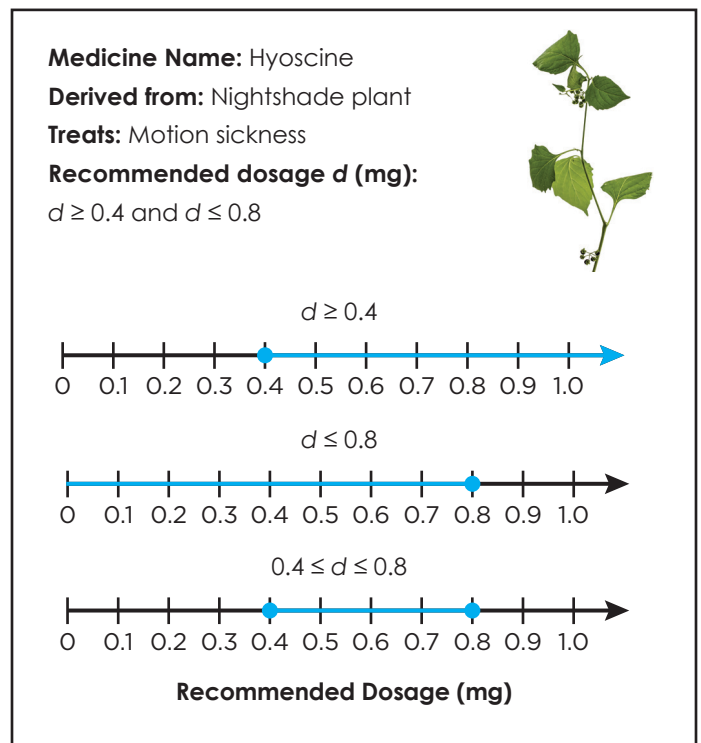 Medicine Name: Hyoscine
Derived from: Nightshade plant
Treats: Motion sickness
Recommended dosage d (mg):
d ≥ 0.4 and d ≤ 0.8
d ≥ 0.4
0 0.1 0.2 0.3 0.4 0.5 0.6 0.7 0.8 0.9 1.0
d ≤ 0.8
0 0.1 0.2 0.3 0.4 0.5 0.6 0.7 0.8 0.9 1.0
0.4 ≤ d ≤ 0.8
0 0.1 0.2 0.3 0.4 0.5 0.6 0.7 0.8 0.9 1.0
Recommended Dosage (mg)